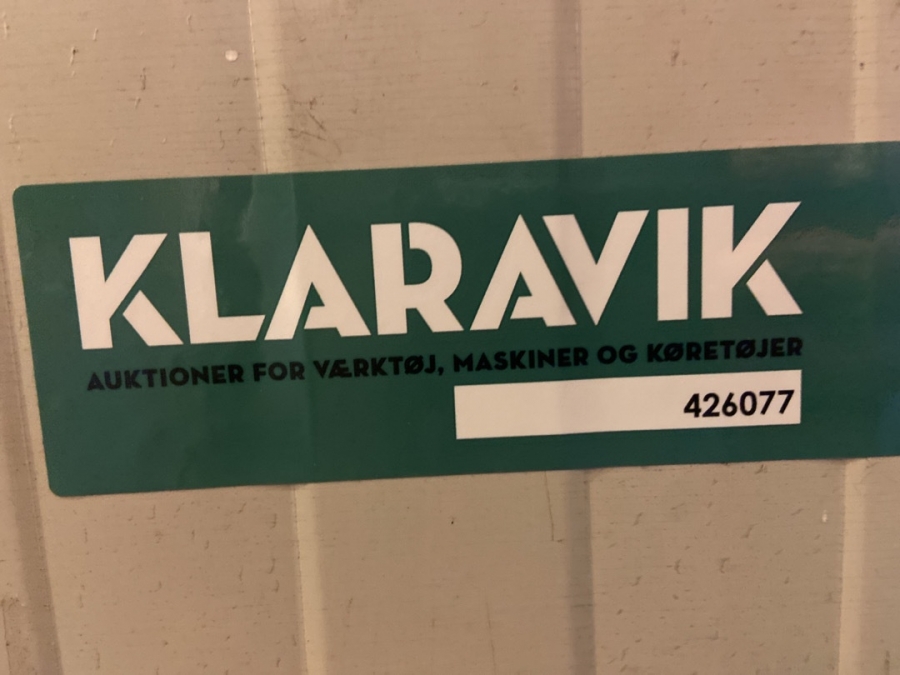 KLARAVIK
AUKTIONER FOR VÆRKTØJ, MASKINER OG KØRETØJER
426077